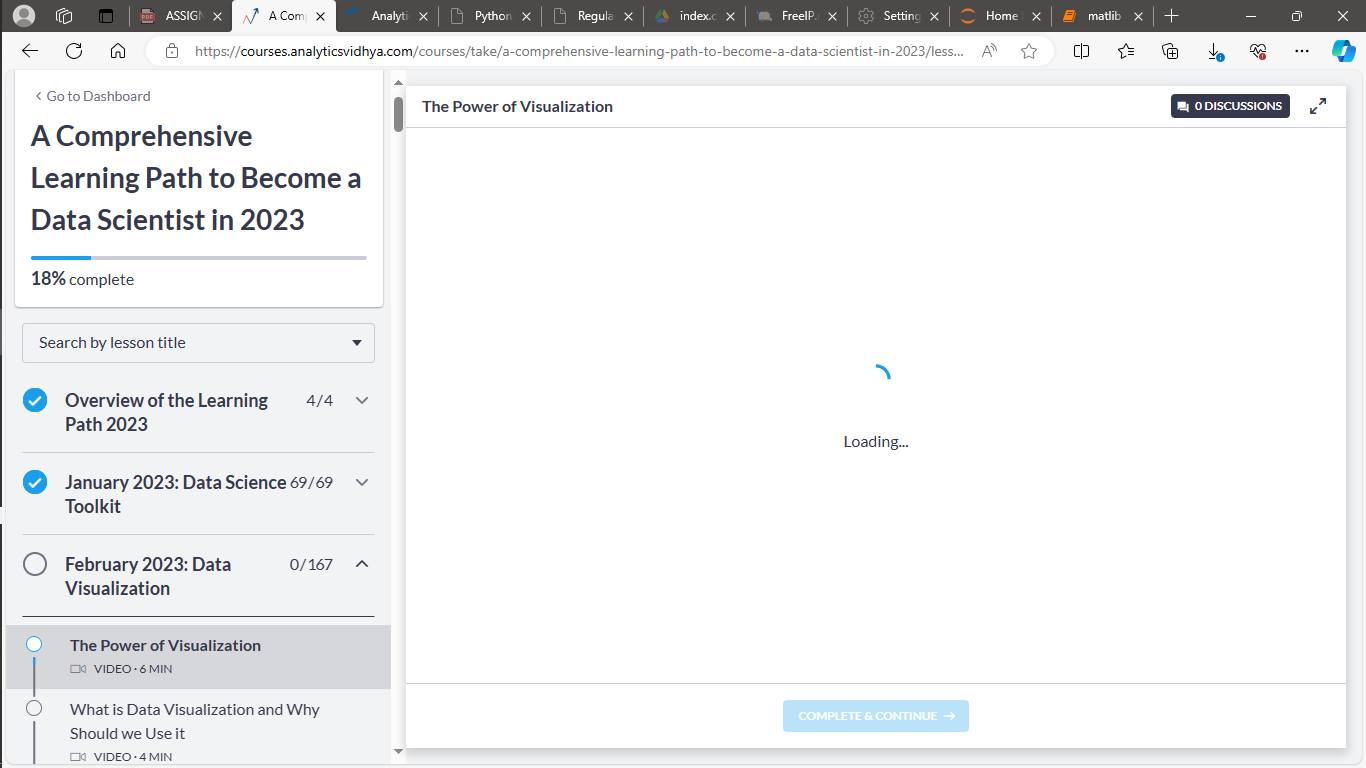 ASSIGN
A Com
Analytic
Python
Regula
index.c
FreeIP.
Setting
Home
matlib
https://courses.analyticsvidhya.com/courses/take/a-comprehensive-learning-path-to-become-a-data-scientist-in-2023/less...
Go to Dashboard
A Comprehensive
Learning Path to Become a
Data Scientist in 2023
18% complete
Search by lesson title
Overview of the Learning 4/4
Path 2023
January 2023: Data Science 69/69
Toolkit
February 2023: Data 0/167
Visualization
The Power of Visualization
VIDEO · 6 MIN
What is Data Visualization and Why
Should we Use it
VIDEO · 4 MIN
The Power of Visualization
0 DISCUSSIONS
Loading...
COMPLETE & CONTINUE →